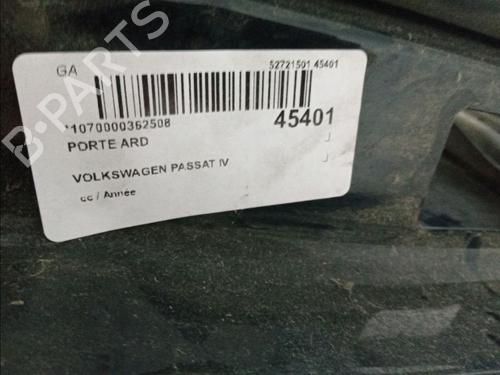 GA 52721501 45401
*1070000362508 45401
PORTE ARD
VOLKSWAGEN PASSAT IV
cc / Année
B-PARTS